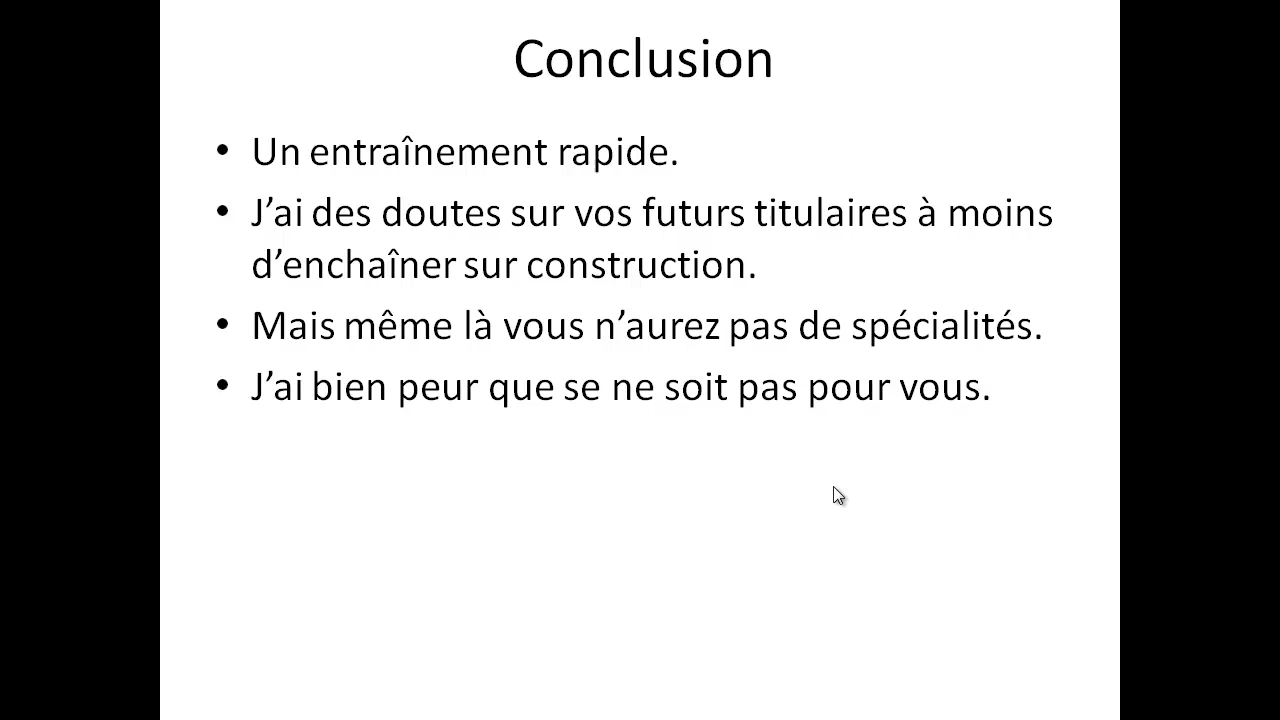 Conclusion
• Un entraînement rapide.
• J’ai des doutes sur vos futurs titulaires à moins
d’enchaîner sur construction.
• Mais même là vous n’aurez pas de spécialités.
• J’ai bien peur que se ne soit pas pour vous.